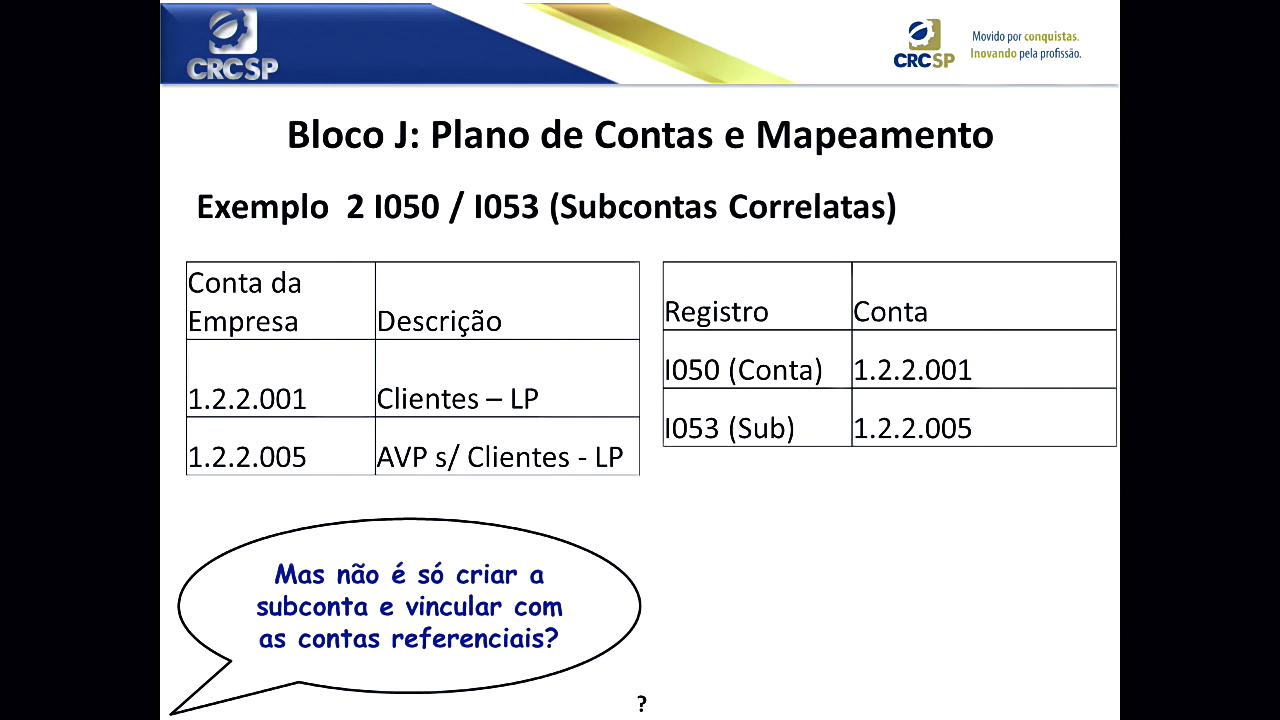 CRCSP
CRCSP
Movido por conquistas.
Inovando pela profissão.
Bloco J: Plano de Contas e Mapeamento
Exemplo 2 I050 / I053 (Subcontas Correlatas)
Conta da
Empresa
Descrição
1.2.2.001
Clientes – LP
1.2.2.005
AVP s/ Clientes - LP
Registro
Conta
I050 (Conta)
1.2.2.001
I053 (Sub)
1.2.2.005
Mas não é só criar a
subconta e vincular com
as contas referenciais?
?